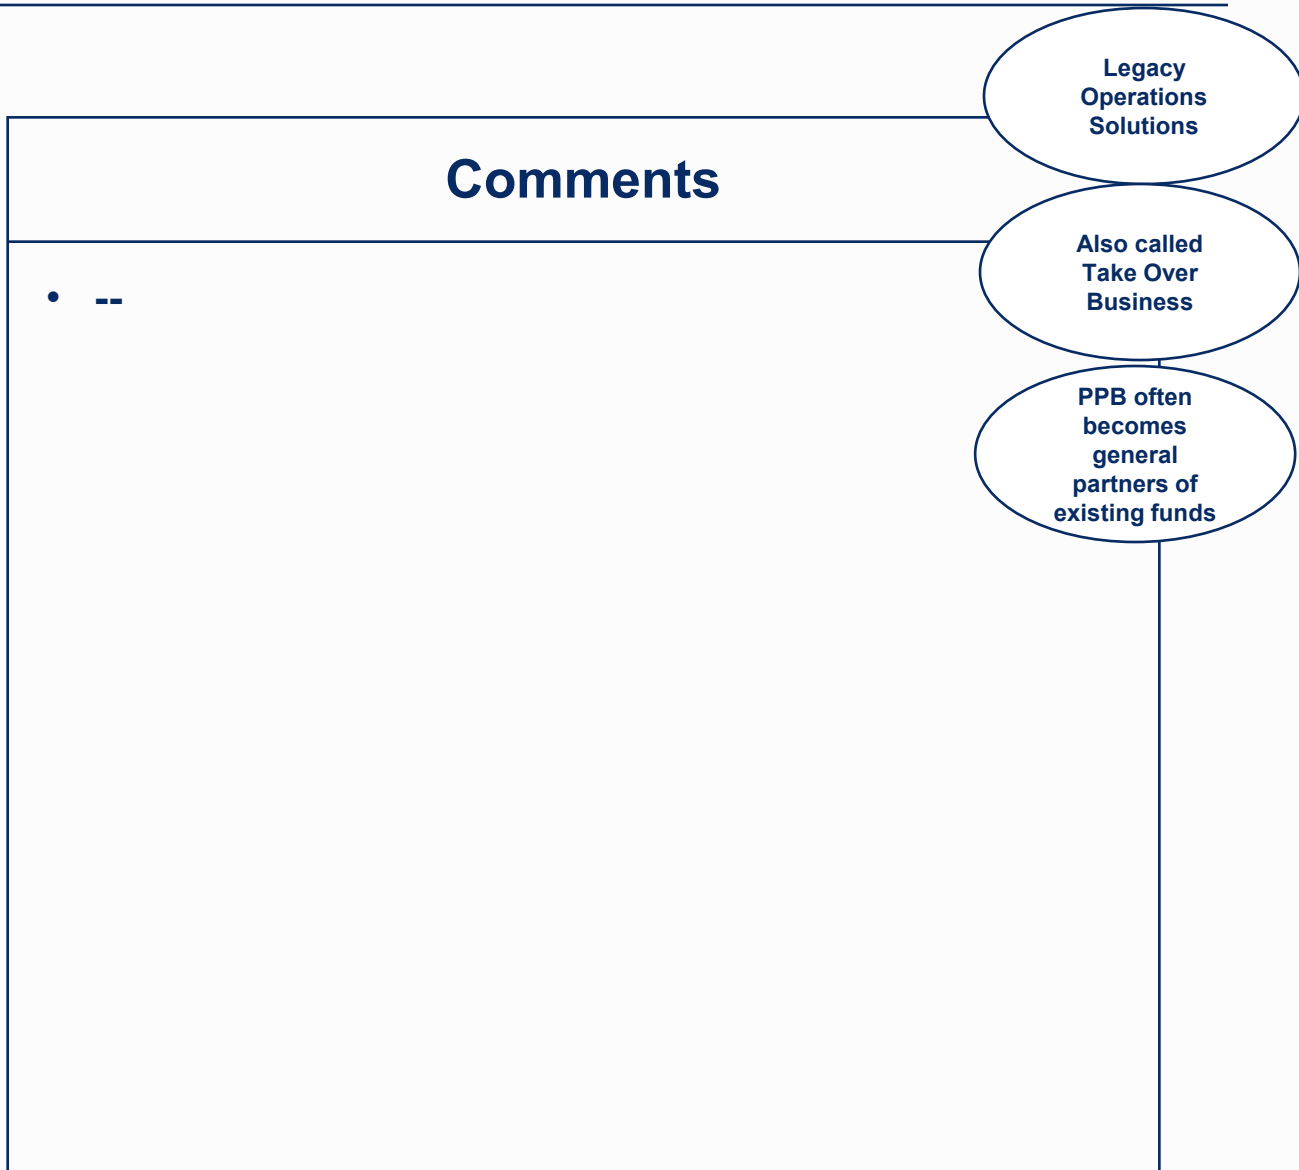 Legacy
Operations
Solutions
Comments
Also called
Take Over
Business
• --
PPB often
becomes
general
partners of
existing funds